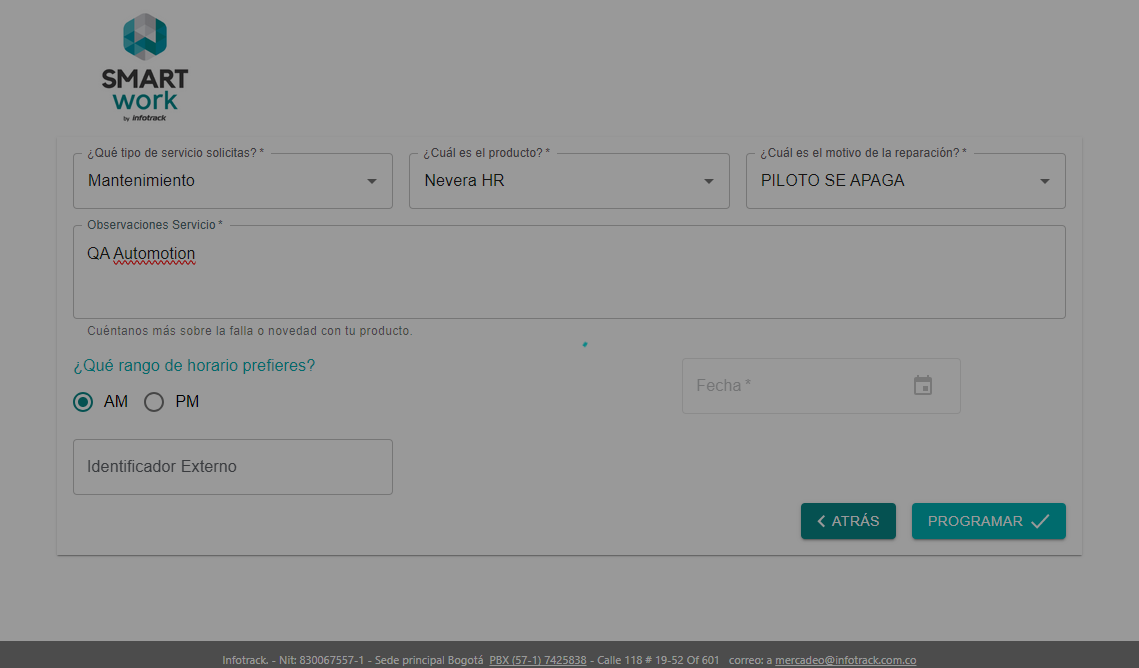 SMART
work
by infotrack
¿Qué tipo de servicio solicitas? *
¿Cuál es el producto? *
¿Cuál es el motivo de la reparación? *
Mantenimiento
Nevera HR
PILOTO SE APAGA
Observaciones Servicio *
QA Automotion
Cuéntanos más sobre la falla o novedad con tu producto.
¿Qué rango de horario prefieres?
Fecha *
AM
PM
Identificador Externo
ATRÁS
PROGRAMAR
Infotrack. - Nit: 830067557-1 - Sede principal Bogotá PBX (57-1) 7425838 - Calle 118 # 19-52 Of 601 correo: a mercadeo@infotrack.com.co